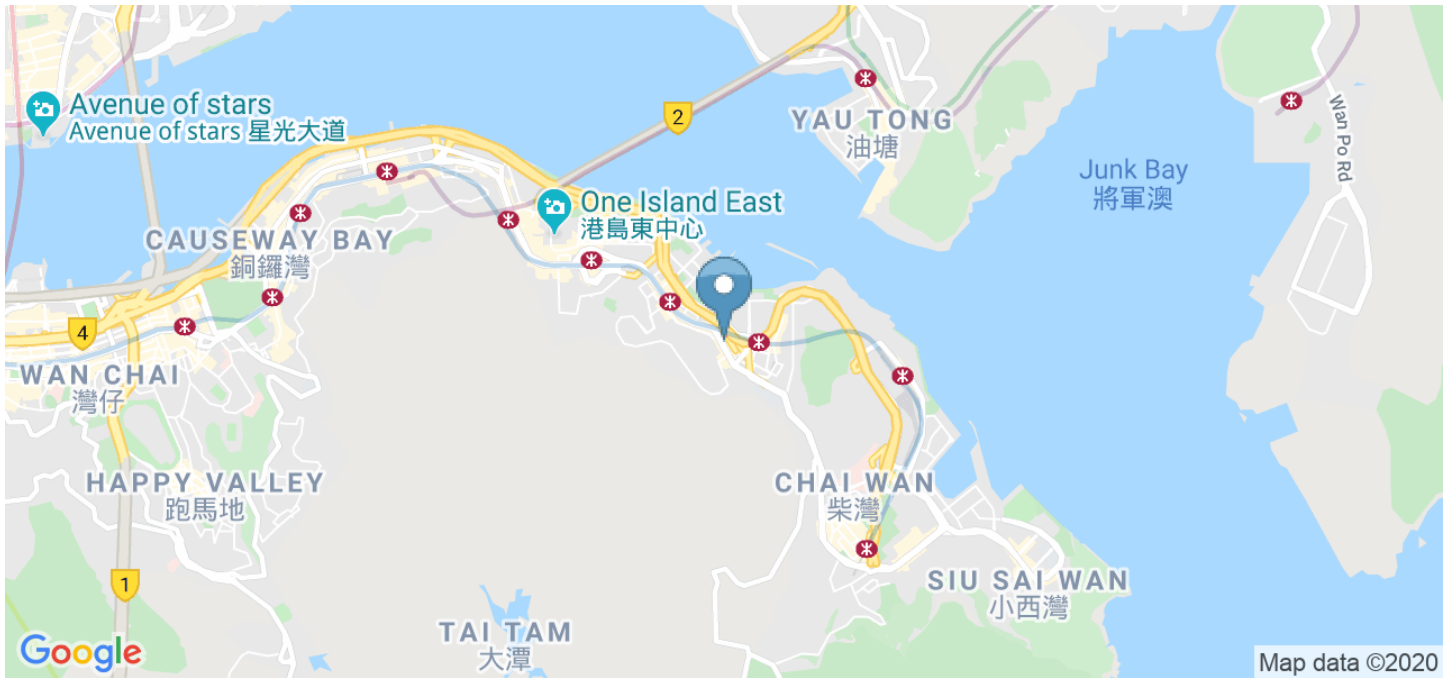 Avenue of stars
Avenue of stars 星光大道
2
YAU TONG
油塘
Wan Po Rd
Junk Bay
將軍澳
One Island East
港島東中心
CAUSEWAY BAY
銅鑼灣
4
WAN CHAI
灣仔
HAPPY VALLEY
跑馬地
CHAI WAN
柴灣
1
SIU SAI WAN
小西灣
TAI TAM
大潭
Google
Map data ©2020